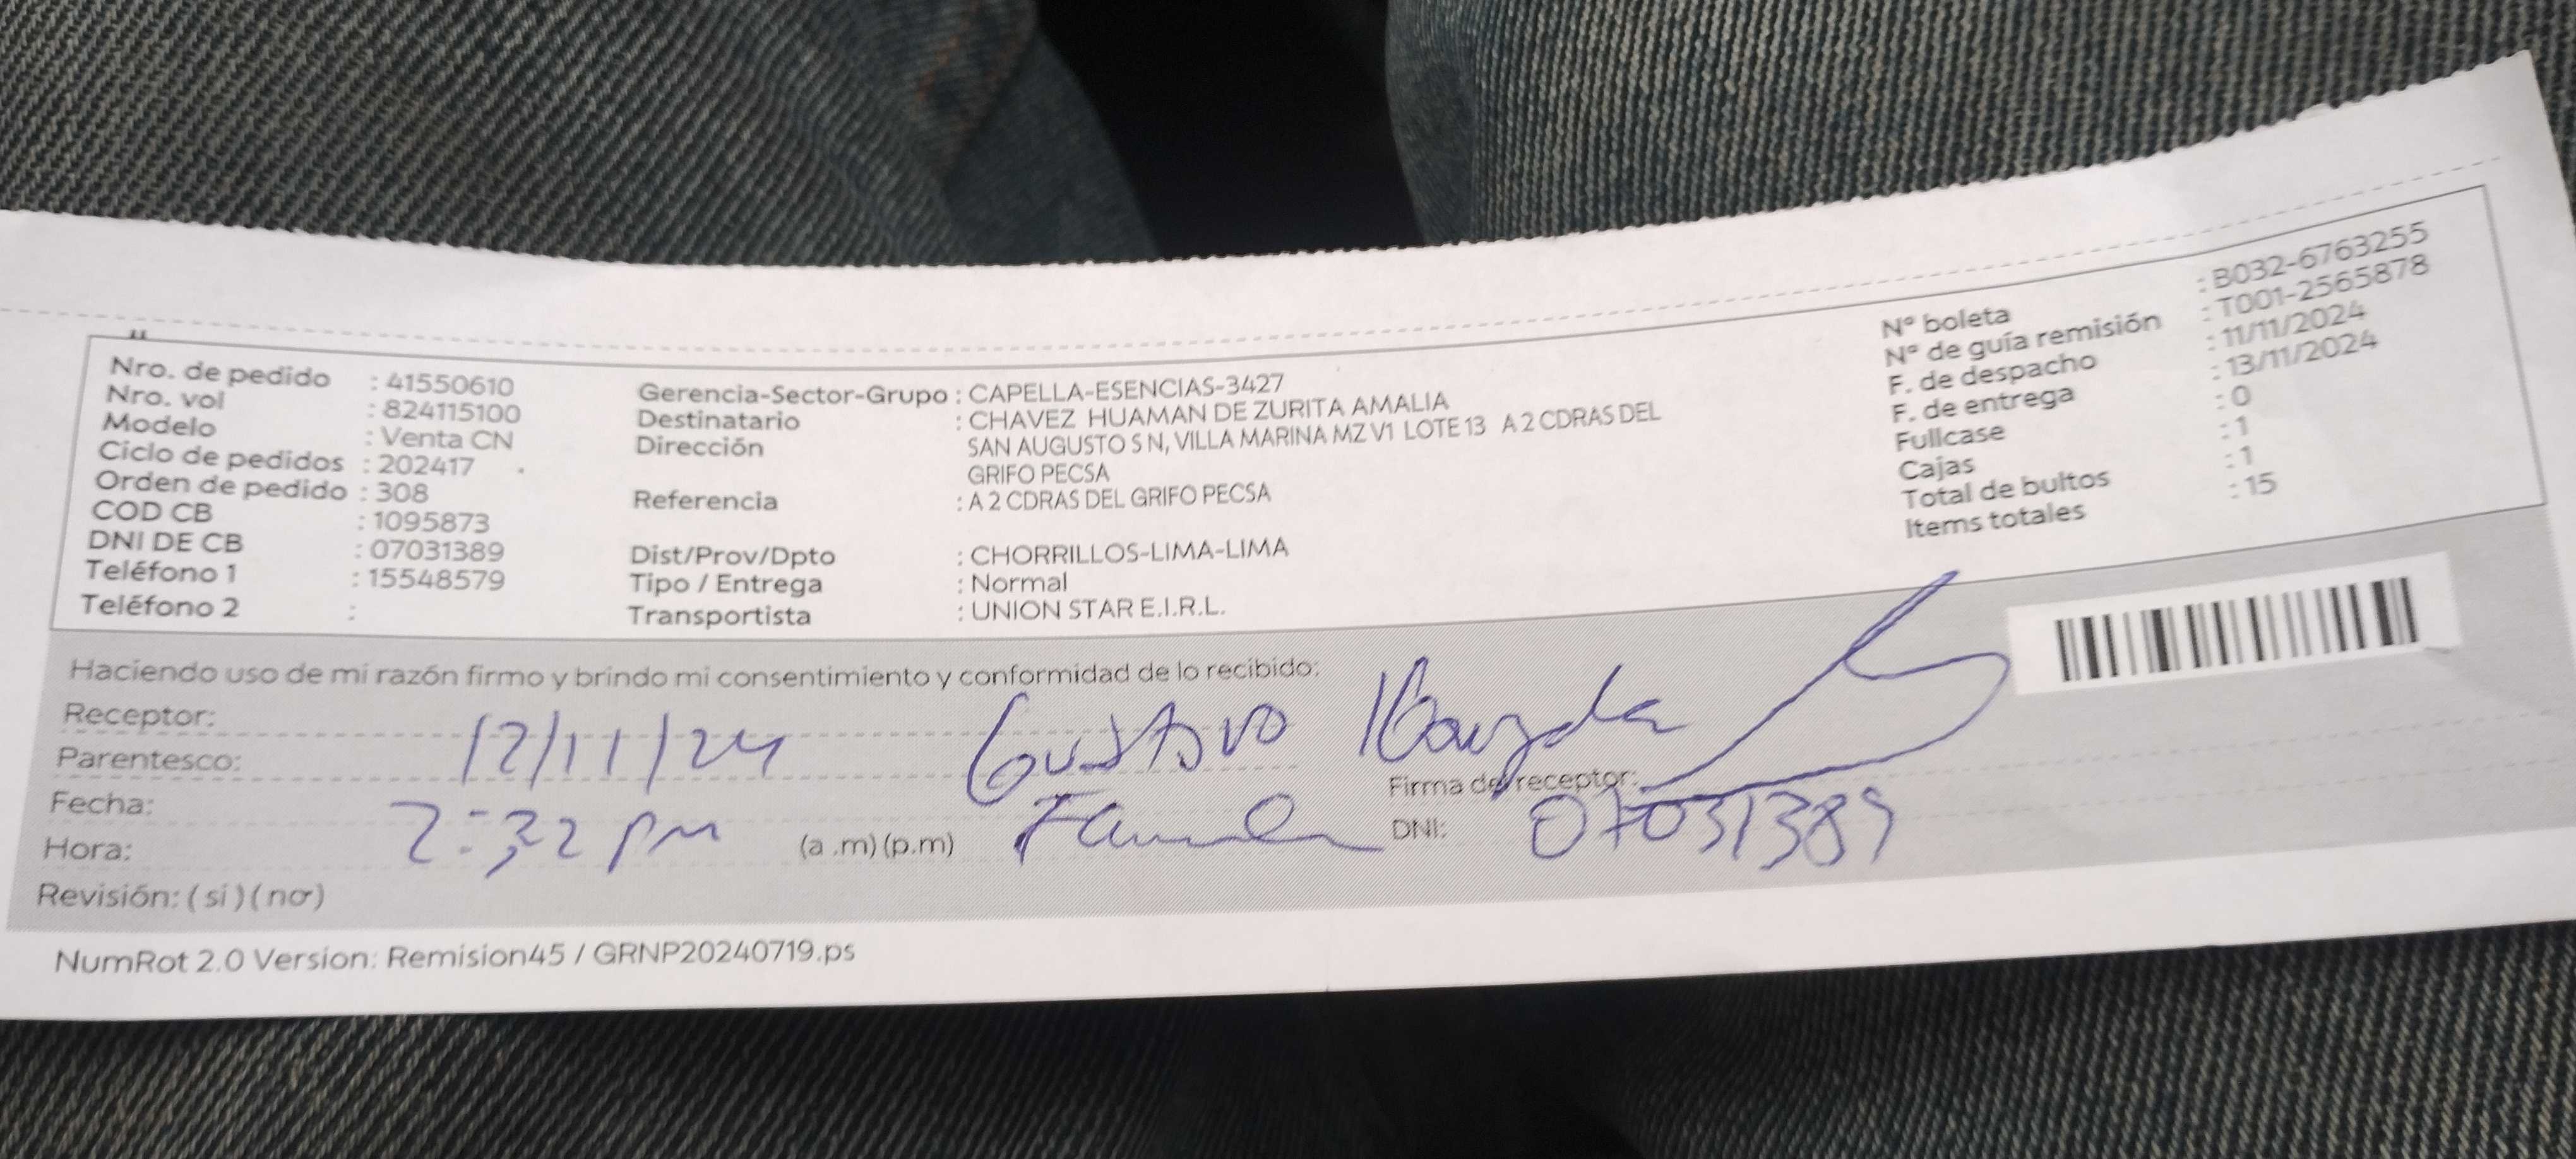 Nro. de pedido : 41550610
Nro. vol : 824115100
Modelo : Venta CN
Ciclo de pedidos : 202417
Orden de pedido : 308
COD CB : 1095873
DNI DE CB : 07031389
Teléfono 1 : 15548579
Teléfono 2 :
Gerencia-Sector-Grupo : CAPELLA-ESENCIAS-3427
Destinatario : CHAVEZ HUAMAN DE ZURITA AMALIA
Dirección SAN AUGUSTO S N, VILLA MARINA MZ V1 LOTE 13 A 2 CDRAS DEL
GRIFO PECSA
Referencia : A 2 CDRAS DEL GRIFO PECSA
Dist/Prov/Dpto : CHORRILLOS-LIMA-LIMA
Tipo / Entrega : Normal
Transportista : UNION STAR E.I.R.L.
N° boleta : B032-6763255
N° de guía remisión : T001-2565878
F. de despacho : 11/11/2024
F. de entrega : 13/11/2024
Fullcase : 0
Cajas : 1
Total de bultos : 1
Items totales : 15
Haciendo uso de mi razón firmo y brindo mi consentimiento y conformidad de lo recibido:
Receptor: Gustavo
Parentesco: 12/11/24
Firma del receptor:
Fecha:
Hora: 2:32 pm (a .m) (p.m) DNI: 07031389
Revisión: ( sí ) ( no )
NumRot 2.0 Version: Remision45 / GRNP20240719.ps